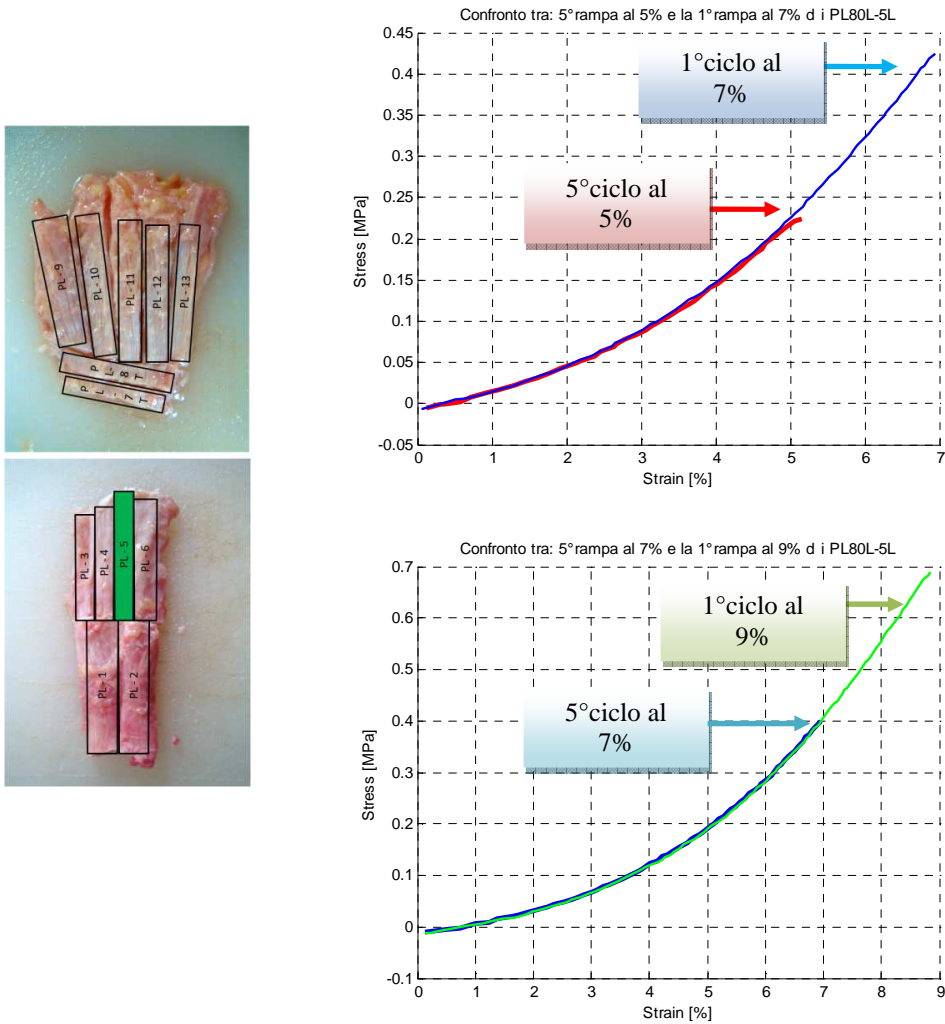 PL - 9
PL - 10
PL - 11
PL - 12
PL - 13
P L - 8 T
P L - 7 T
PL - 3
PL - 4
PL - 5
PL - 6
PL - 1
PL - 2
Confronto tra: 5°rampa al 5% e la 1°rampa al 7% d i PL80L-5L
0.45
0.4
0.35
0.3
0.25
0.2
0.15
0.1
0.05
0
-0.05
Stress [MPa]
1°ciclo al
7%
5°ciclo al
5%
0 1 2 3 4 5 6 7
Strain [%]
Confronto tra: 5°rampa al 7% e la 1°rampa al 9% d i PL80L-5L
0.7
0.6
0.5
0.4
0.3
0.2
0.1
0
-0.1
Stress [MPa]
1°ciclo al
9%
5°ciclo al
7%
0 1 2 3 4 5 6 7 8 9
Strain [%]